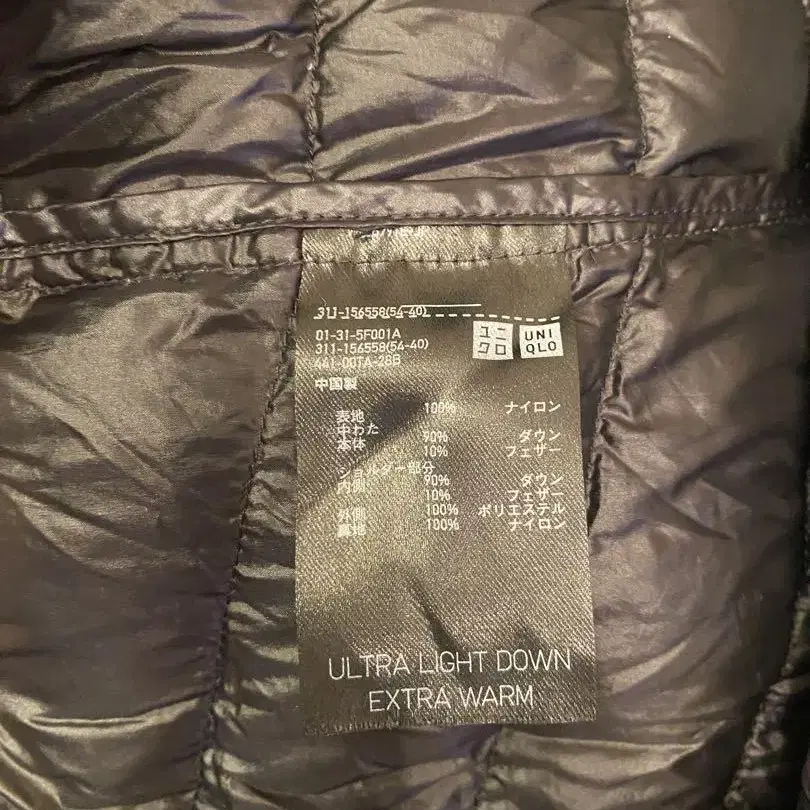 311-156558(54-40)
01-31-5F001A
311-156558(54-40)
441-00TA-28B
ユニ
クロ
UNI
QLO
中国製
表地 100% ナイロン
中わた
本体 90% ダウン
10% フェザー
ショルダー部分
内側 90% ダウン
10% フェザー
外側 100% ポリエステル
裏地 100% ナイロン
ULTRA LIGHT DOWN
EXTRA WARM